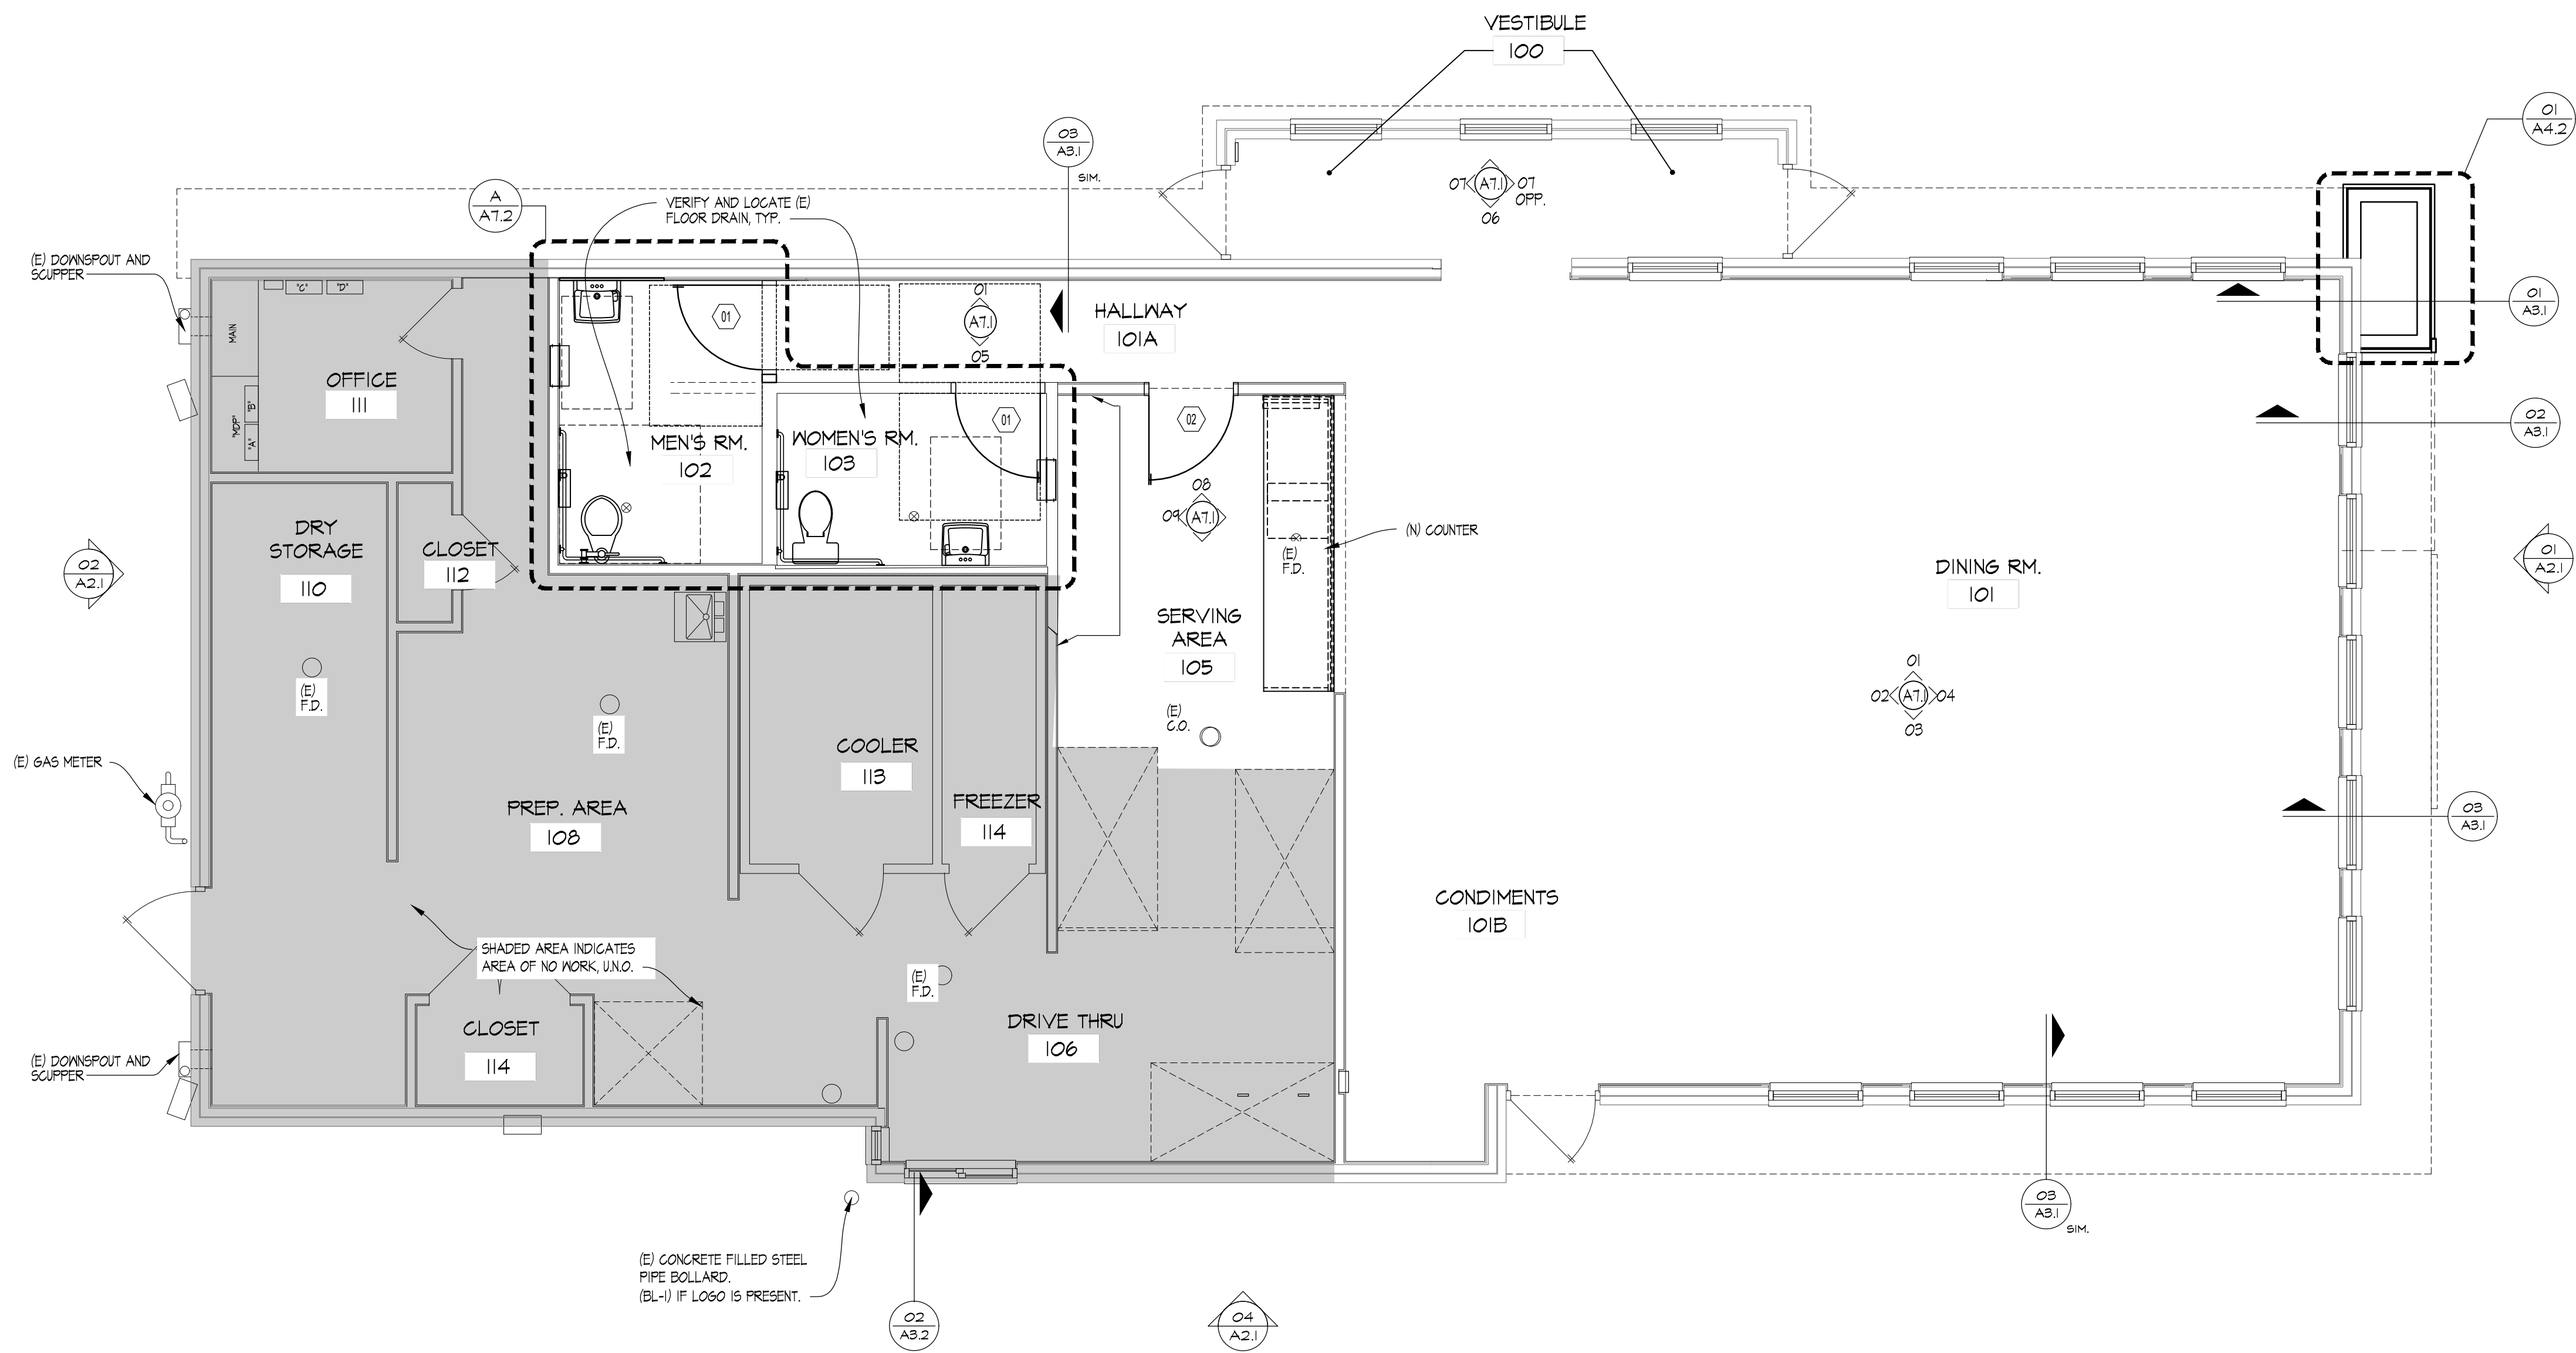 VESTIBULE
100
01
A4.2
03
A3.1
SIM.
A
A7.2
VERIFY AND LOCATE (E)
FLOOR DRAIN, TYP.
07
A7.1
07
OPP.
06
(E) DOWNSPOUT AND
SCUPPER
"C"
"D"
MAIN
"MDP"
"B"
"A"
OFFICE
111
01
01
A7.1
05
HALLWAY
101A
01
A3.1
02
A3.1
MEN'S RM.
102
WOMEN'S RM.
103
01
02
08
09
A7.1
(N) COUNTER
(E)
F.D.
DRY
STORAGE
110
CLOSET
112
02
A2.1
01
A2.1
DINING RM.
101
SERVING
AREA
105
(E)
F.D.
(E)
F.D.
(E)
C.O.
01
02
A7.1
04
03
COOLER
113
(E) GAS METER
PREP. AREA
108
FREEZER
114
03
A3.1
CONDIMENTS
101B
SHADED AREA INDICATES
AREA OF NO WORK, U.N.O.
(E)
F.D.
CLOSET
114
DRIVE THRU
106
(E) DOWNSPOUT AND
SCUPPER
03
A3.1
SIM.
(E) CONCRETE FILLED STEEL
PIPE BOLLARD.
(BL-1) IF LOGO IS PRESENT.
02
A3.2
04
A2.1